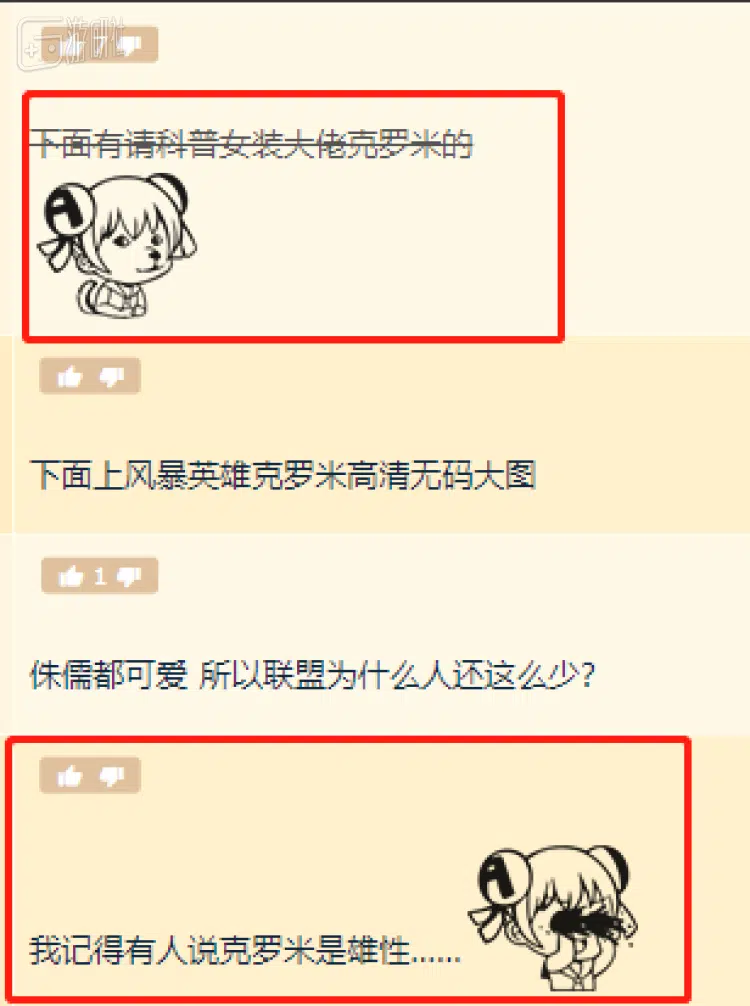 游研社
下面有请科普女装大佬克罗米的
A
下面上风暴英雄克罗米高清无码大图
1
侏儒都可爱 所以联盟为什么人还这么少?
A
我记得有人说克罗米是雄性......